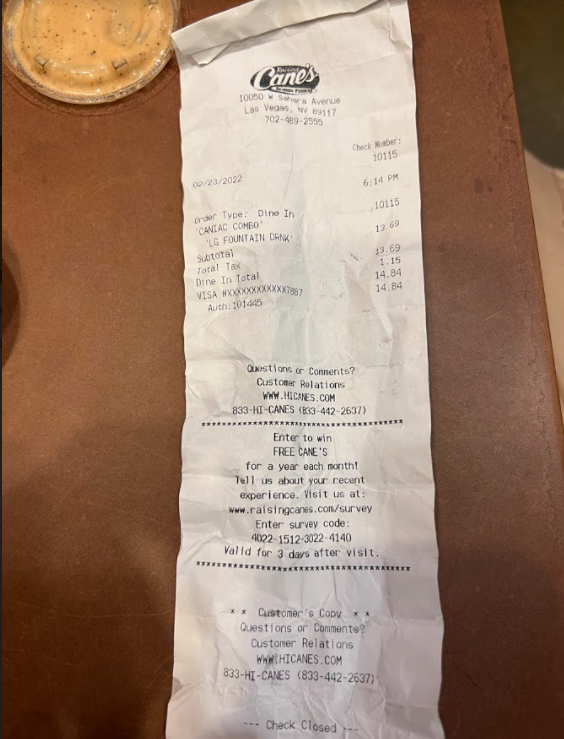 Raising
Cane's
CHICKEN FINGERS
10050 W Sahara Avenue
Las Vegas, NV 89117
702-489-2555
Check Number:
10115
02/23/2022 6:14 PM
Order Type: Dine In 10115
'CANIAC COMBO' 13.69
'LG FOUNTAIN DRNK'
Subtotal 13.69
Total Tax 1.15
Dine In Total 14.84
VISA #XXXXXXXXXXXX7887 14.84
Auth:101445
Questions or Comments?
Customer Relations
WWW.HICANES.COM
833-HI-CANES (833-442-2637)
****************************************
Enter to win
FREE CANE'S
for a year each month!
Tell us about your recent
experience. Visit us at:
www.raisingcanes.com/survey
Enter survey code:
4022-1512-3022-4140
Valid for 3 days after visit.
****************************************
* * Customer's Copy * *
Questions or Comments?
Customer Relations
WWW.HICANES.COM
833-HI-CANES (833-442-2637)
--- Check Closed ---